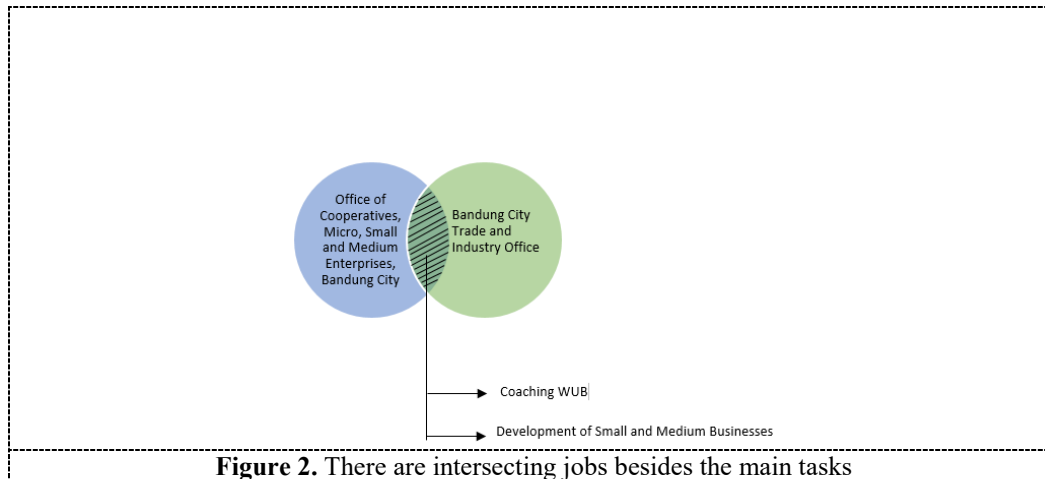 Office of
Cooperatives,
Micro, Small
and Medium
Enterprises,
Bandung City
Bandung City
Trade and
Industry Office
Coaching WUB
Development of Small and Medium Businesses
Figure 2. There are intersecting jobs besides the main tasks